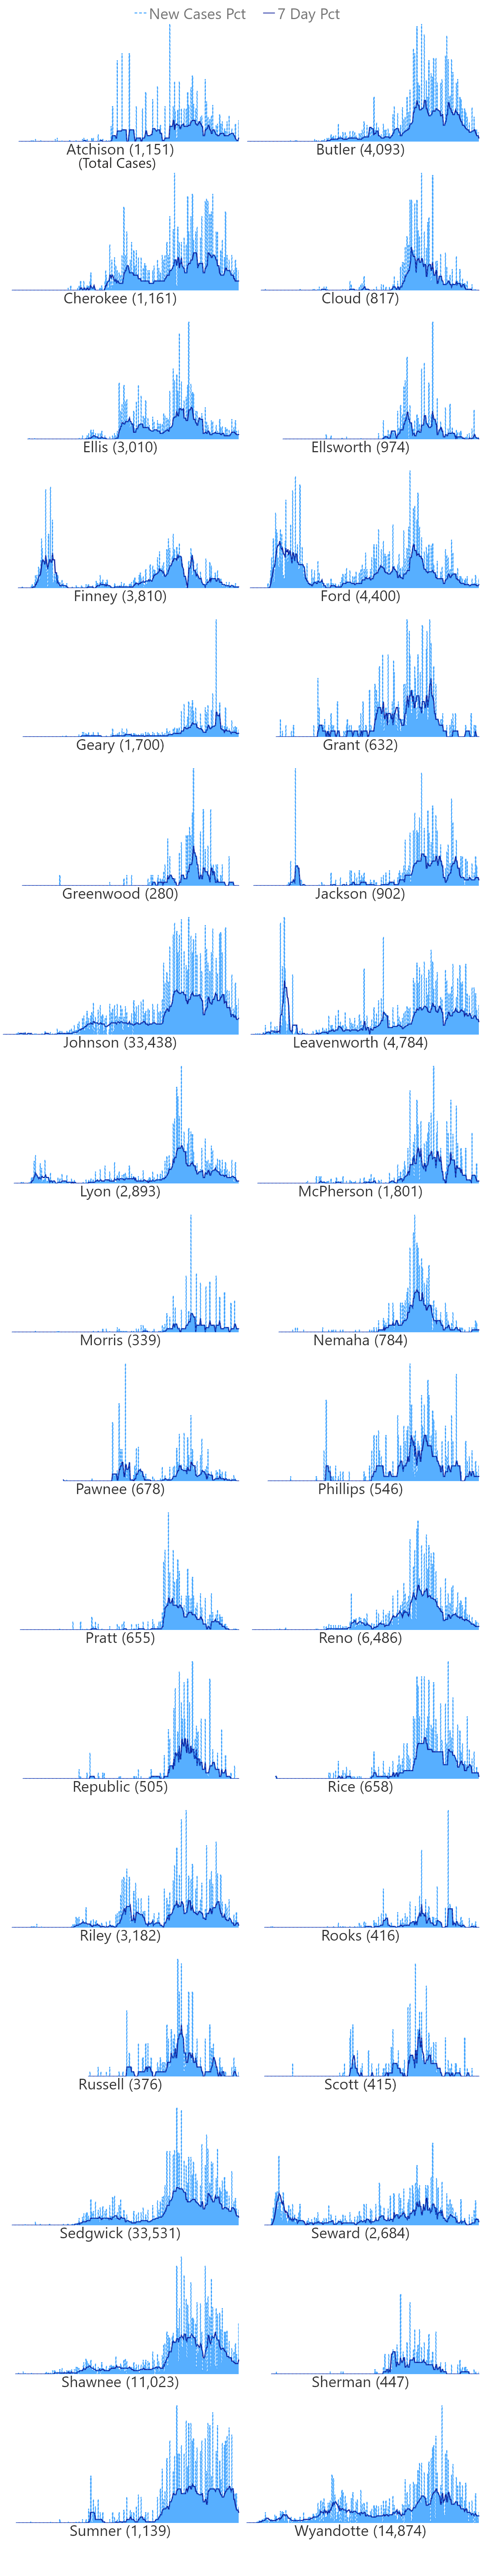 New Cases Pct 7 Day Pct
Atchison (1,151) Butler (4,093)
(Total Cases)
Cherokee (1,161) Cloud (817)
Ellis (3,010) Ellsworth (974)
Finney (3,810) Ford (4,400)
Geary (1,700) Grant (632)
Greenwood (280) Jackson (902)
Johnson (33,438) Leavenworth (4,784)
Lyon (2,893) McPherson (1,801)
Morris (339) Nemaha (784)
Pawnee (678) Phillips (546)
Pratt (655) Reno (6,486)
Republic (505) Rice (658)
Riley (3,182) Rooks (416)
Russell (376) Scott (415)
Sedgwick (33,531) Seward (2,684)
Shawnee (11,023) Sherman (447)
Sumner (1,139) Wyandotte (14,874)